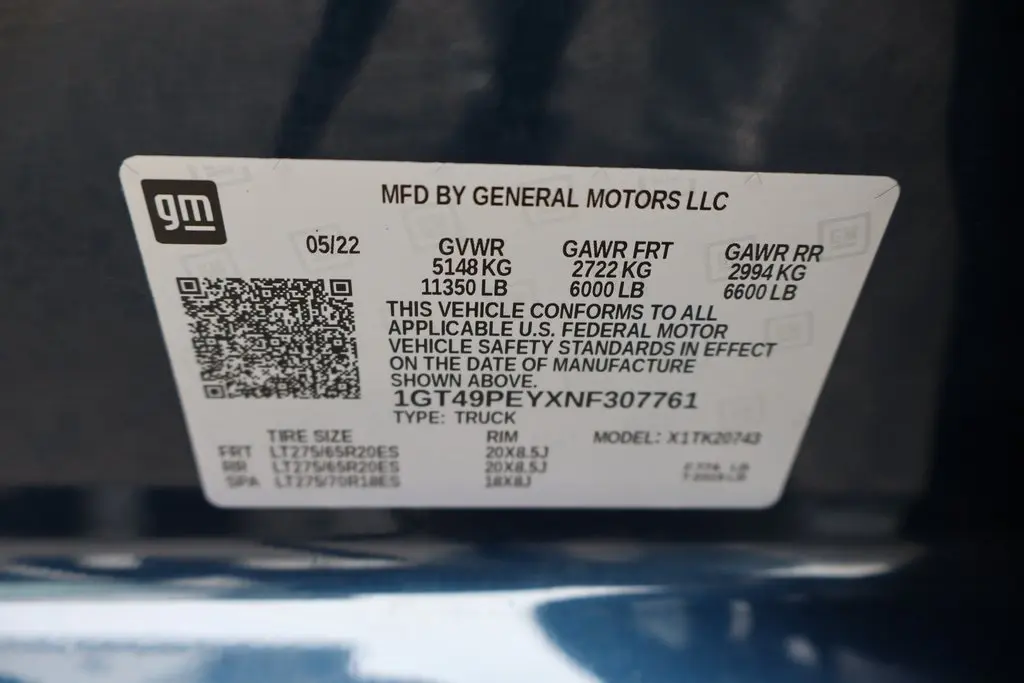 gm
MFD BY GENERAL MOTORS LLC
05/22 GVWR GAWR FRT GAWR RR
5148 KG 2722 KG 2994 KG
11350 LB 6000 LB 6600 LB
THIS VEHICLE CONFORMS TO ALL
APPLICABLE U.S. FEDERAL MOTOR
VEHICLE SAFETY STANDARDS IN EFFECT
ON THE DATE OF MANUFACTURE
SHOWN ABOVE.
1GT49PEYXNF307761
TYPE: TRUCK
TIRE SIZE RIM MODEL: X1TK20743
FRT LT275/65R20ES 20X8.5J
RR LT275/65R20ES 20X8.5J
SPA LT275/70R18ES 18X8J